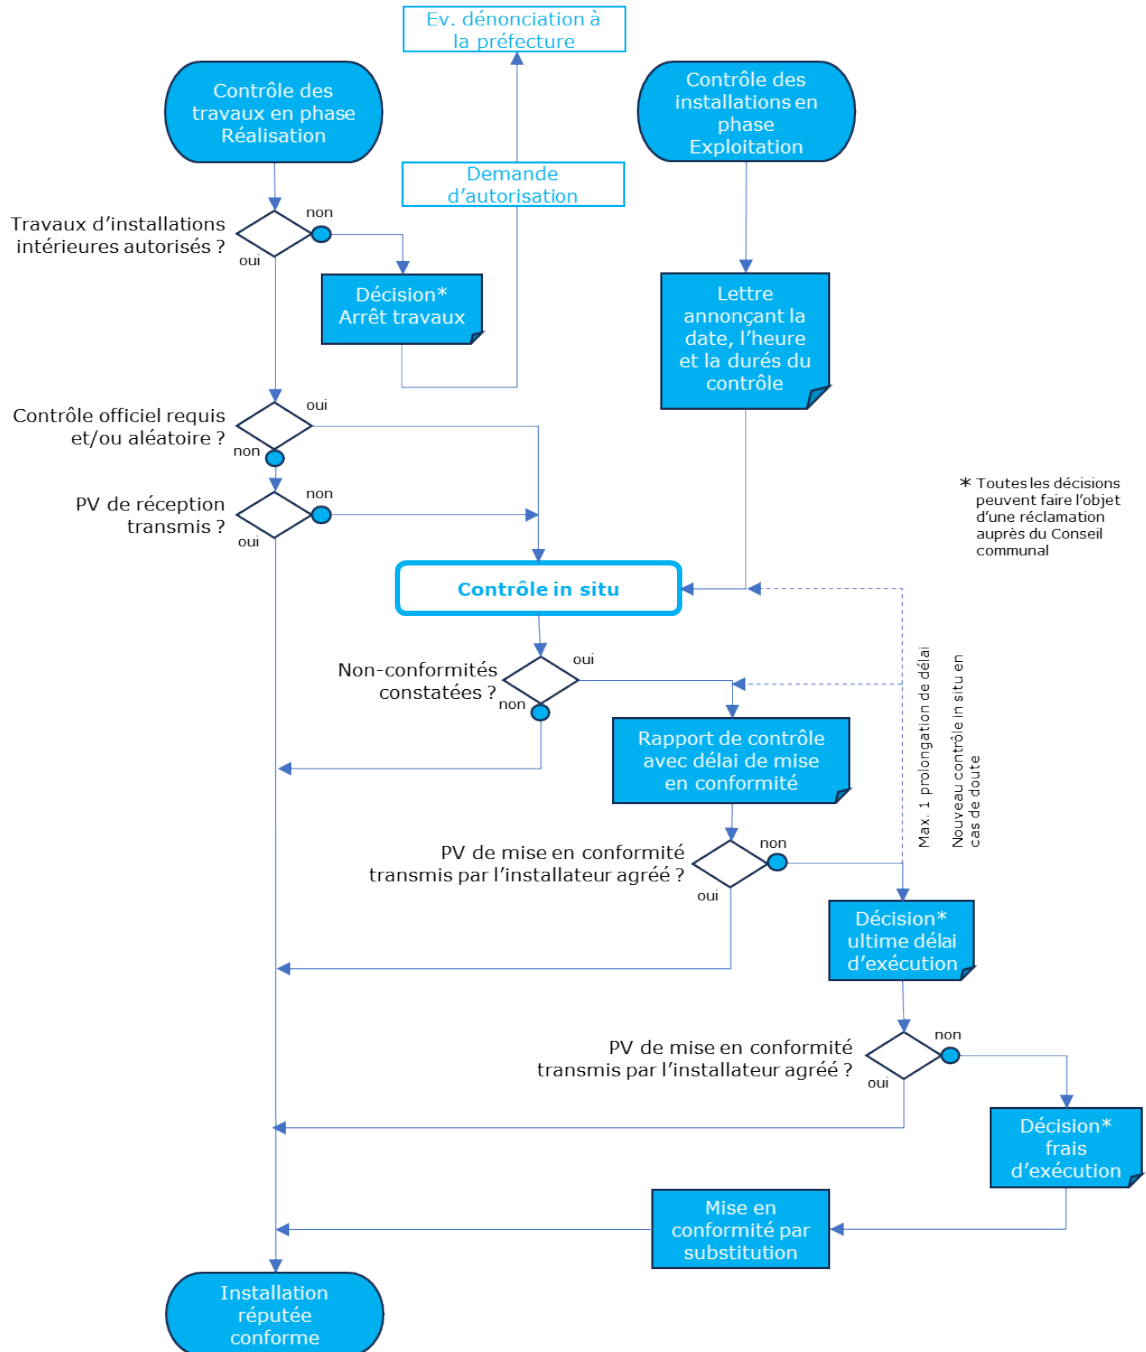 Ev. dénonciation à
la préfecture
Contrôle des
travaux en phase
Réalisation
Contrôle des
installations en
phase
Exploitation
Demande
d'autorisation
Travaux d'installations
intérieures autorisés ?
non
oui
Décision*
Arrêt travaux
Lettre
annonçant la
date, l'heure
et la durés du
contrôle
Contrôle officiel requis
et/ou aléatoire ?
oui
non
PV de réception
transmis ?
non
oui
* Toutes les décisions
peuvent faire l'objet
d'une réclamation
auprès du Conseil
communal
Contrôle in situ
Non-conformités
constatées ?
oui
non
Max. 1 prolongation de délai
Nouveau contrôle in situ en
cas de doute
Rapport de contrôle
avec délai de mise
en conformité
PV de mise en conformité
transmis par l'installateur agréé ?
non
oui
Décision*
ultime délai
d'exécution
PV de mise en conformité
transmis par l'installateur agréé ?
non
oui
Décision*
frais
d'exécution
Mise en
conformité par
substitution
Installation
réputée
conforme